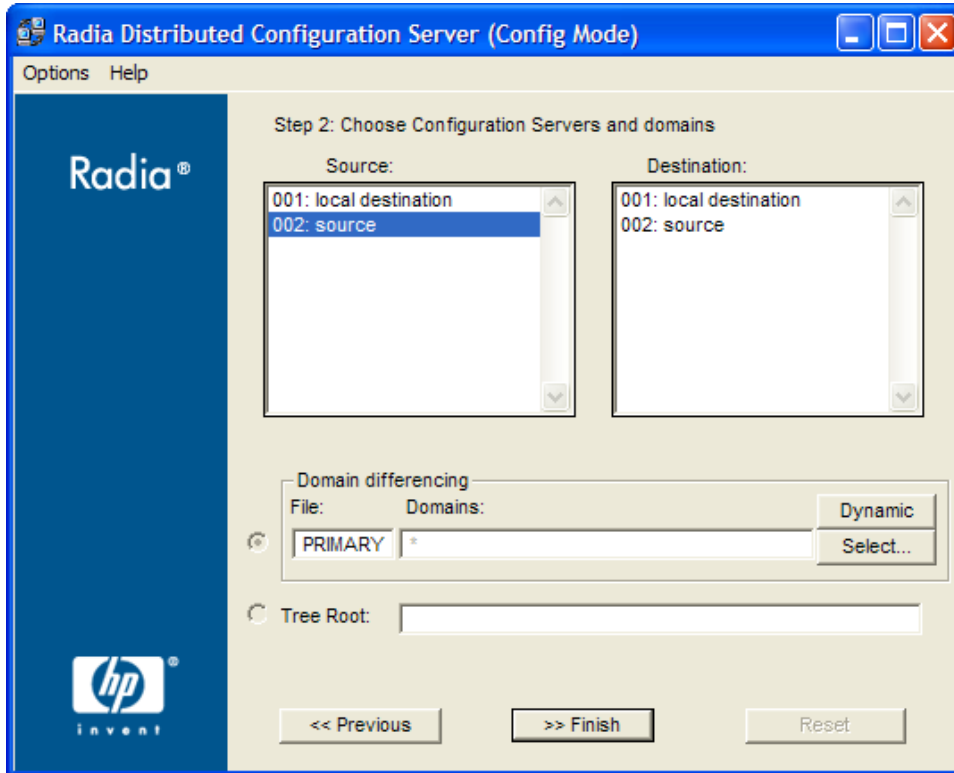 Radia Distributed Configuration Server (Config Mode)
Options Help
Radia®
Step 2: Choose Configuration Servers and domains
Source:
001: local destination
002: source
Destination:
001: local destination
002: source
Domain differencing
File: Domains:
PRIMARY *
Dynamic
Select...
Tree Root:
<< Previous >> Finish Reset
hp®
invent